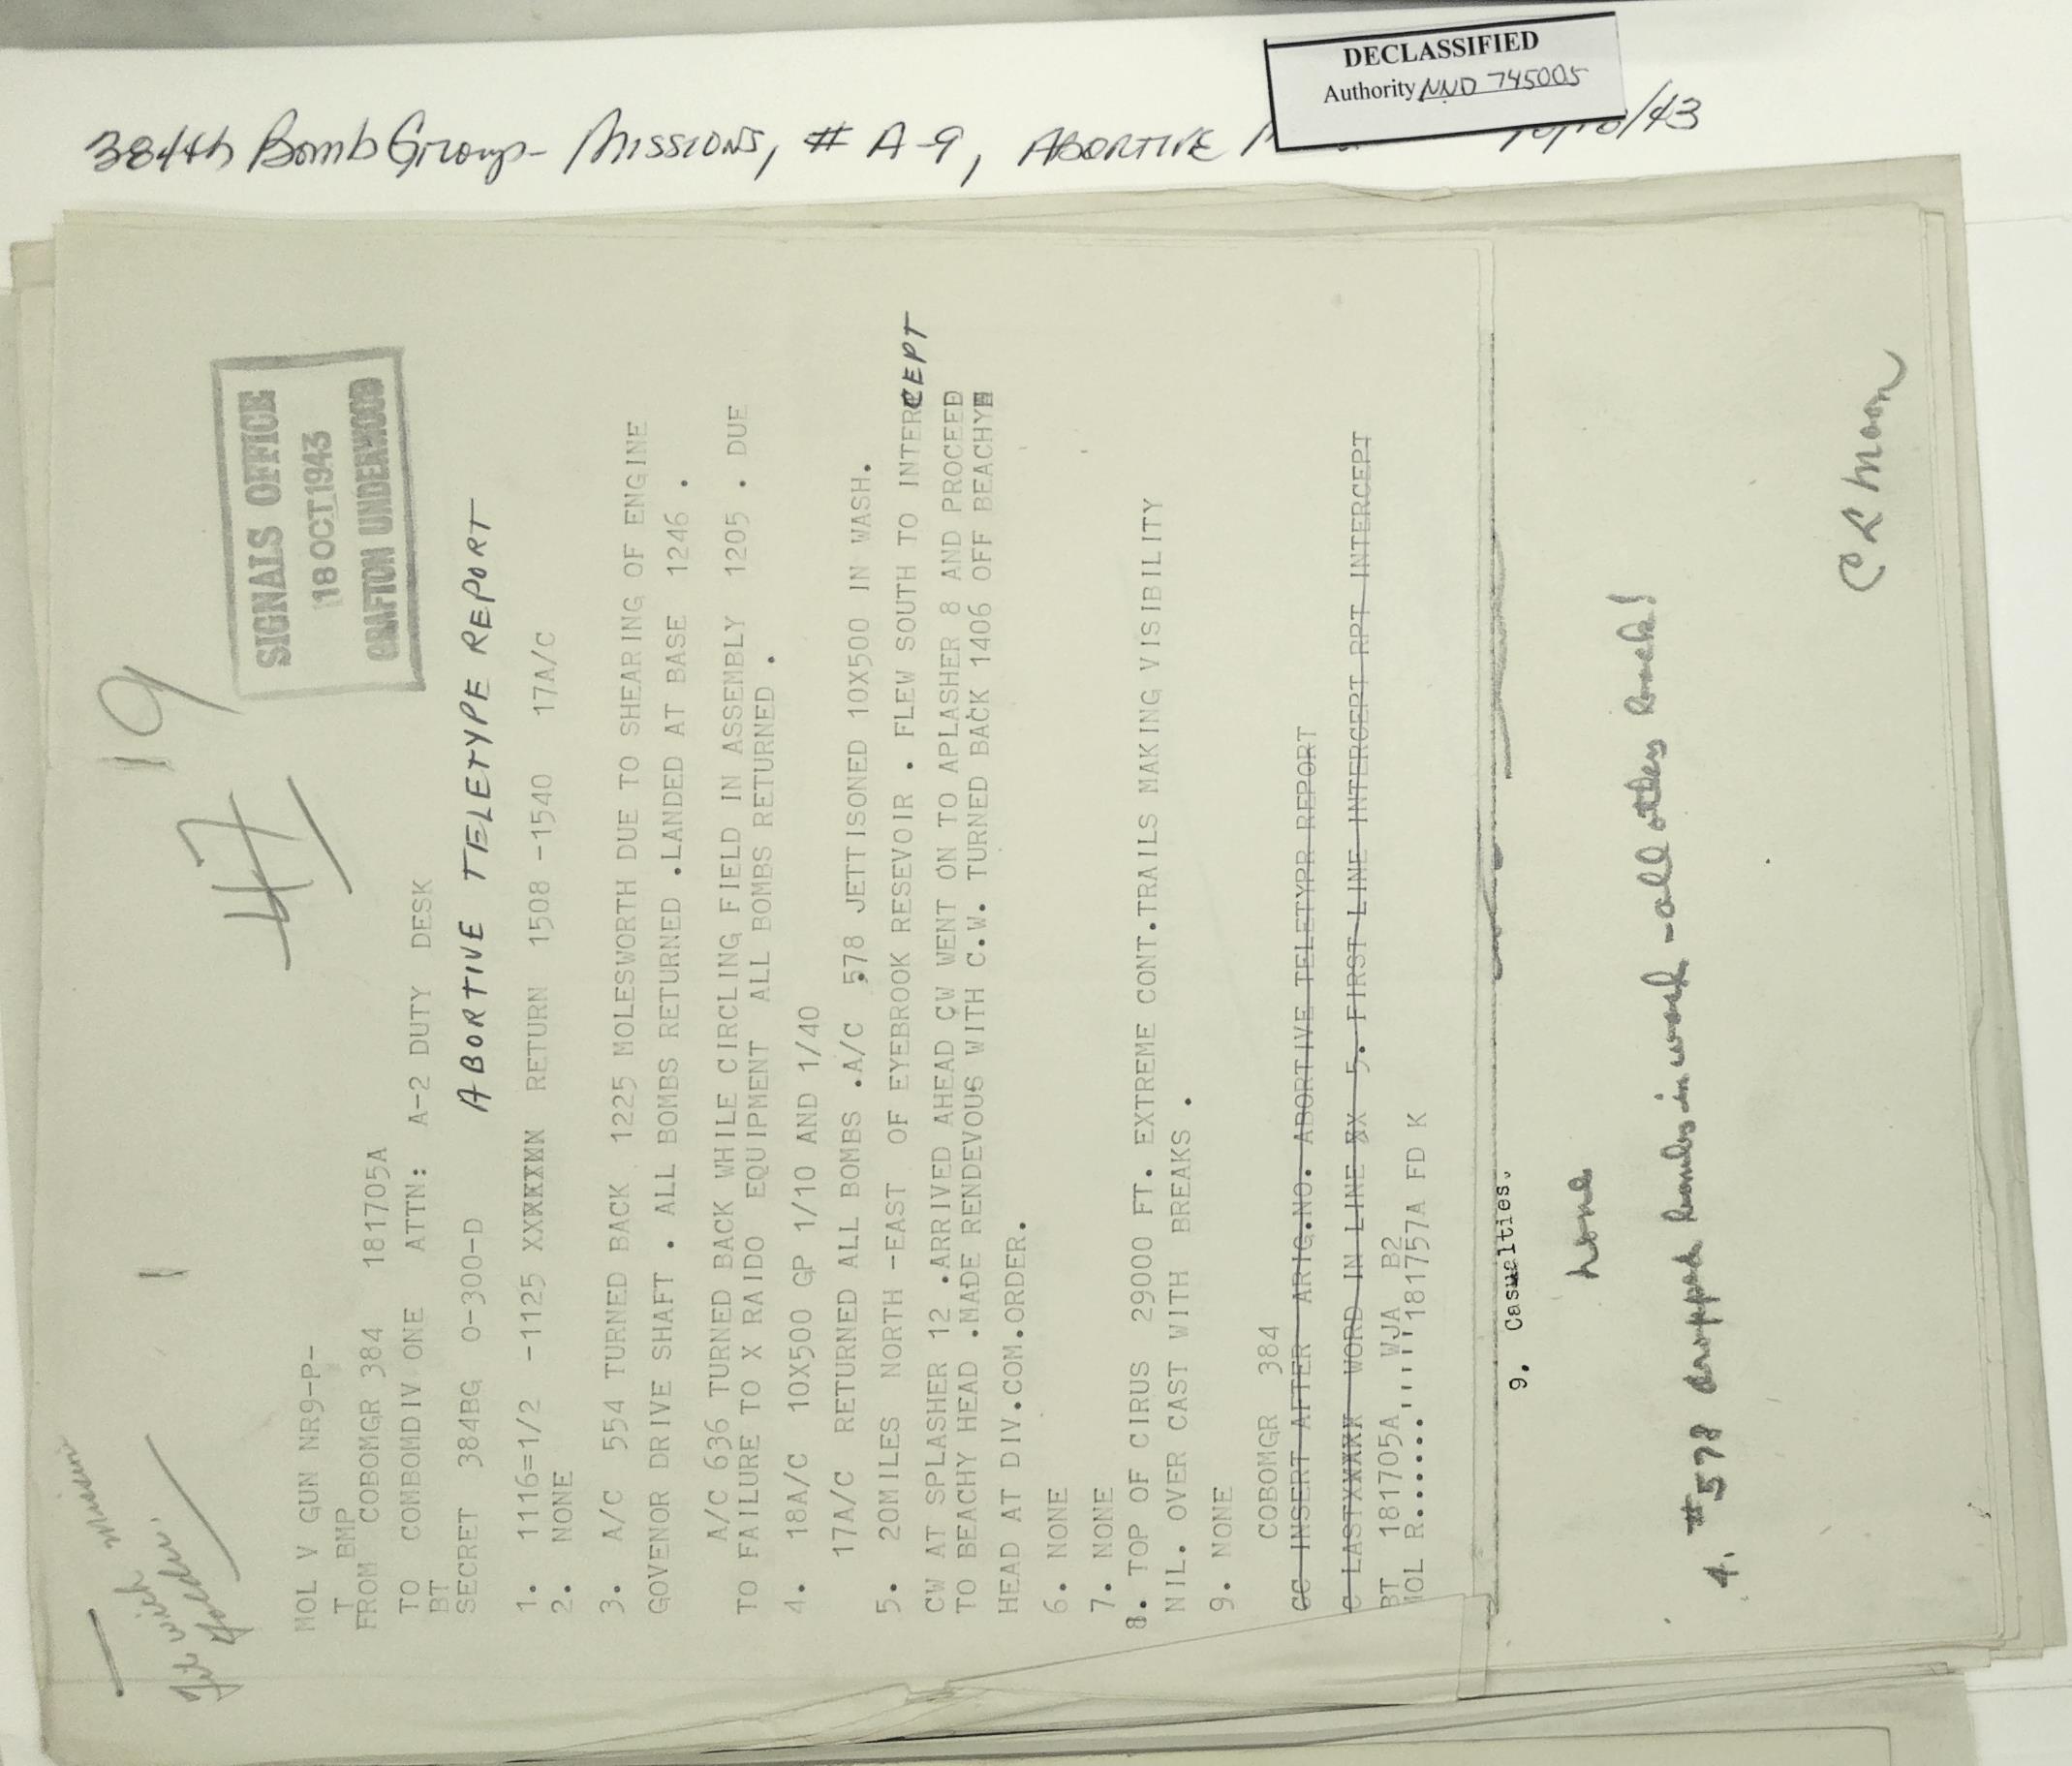 DECLASSIFIED
Authority NND 745005
384th Bomb Group- Missions, # A-9, ABORTIVE /43
File with mission
folder.
1
19
47
SIGNALS OFFICE
18 OCT 1943
GRAFTON UNDERWOOD
MOL V GUN NR9-P-
T BMP
FROM COBOMGR 384 181705A
TO COMBOMDIV ONE ATTN: A-2 DUTY DESK
BT
SECRET 384BG O-300-D ABORTIVE TELETYPE REPORT
1. 1116=1/2 -1125 XXXXXMN RETURN 1508 -1540 17A/C
2. NONE
3. A/C 554 TURNED BACK 1225 MOLESWORTH DUE TO SHEARING OF ENGINE
GOVENOR DRIVE SHAFT . ALL BOMBS RETURNED .LANDED AT BASE 1246 .
A/C 636 TURNED BACK WHILE CIRCLING FIELD IN ASSEMBLY 1205 . DUE
TO FAILURE TO X RAIDO EQUIPMENT ALL BOMBS RETURNED .
4. 18A/C 10X500 GP 1/10 AND 1/40
17A/C RETURNED ALL BOMBS .A/C 578 JETTISONED 10X500 IN WASH.
5. 20MILES NORTH -EAST OF EYEBROOK RESEVOIR . FLEW SOUTH TO INTERCEPT
CW AT SPLASHER 12 .ARRIVED AHEAD CW WENT ON TO APLASHER 8 AND PROCEED
TO BEACHY HEAD .MADE RENDEVOUS WITH C.W. TURNED BACK 1406 OFF BEACHY
HEAD AT DIV.COM.ORDER.
6. NONE
7. NONE
8. TOP OF CIRUS 29000 FT. EXTREME CONT.TRAILS MAKING VISIBILITY
NIL. OVER CAST WITH BREAKS .
9. NONE
COBOMGR 384
CC INSERT AFTER ARIG.NO. ABORTIVE TELETYPR REPORT
C LASTXXXXX WORD IN LINE XX 5. FIRST LINE INTERCEPT RPT INTERCEPT
BT 181705A WJA B2
MOL R......''''''181757A FD K
9. Casualties.
none
4. #578 dropped bombs in wash - all others back!